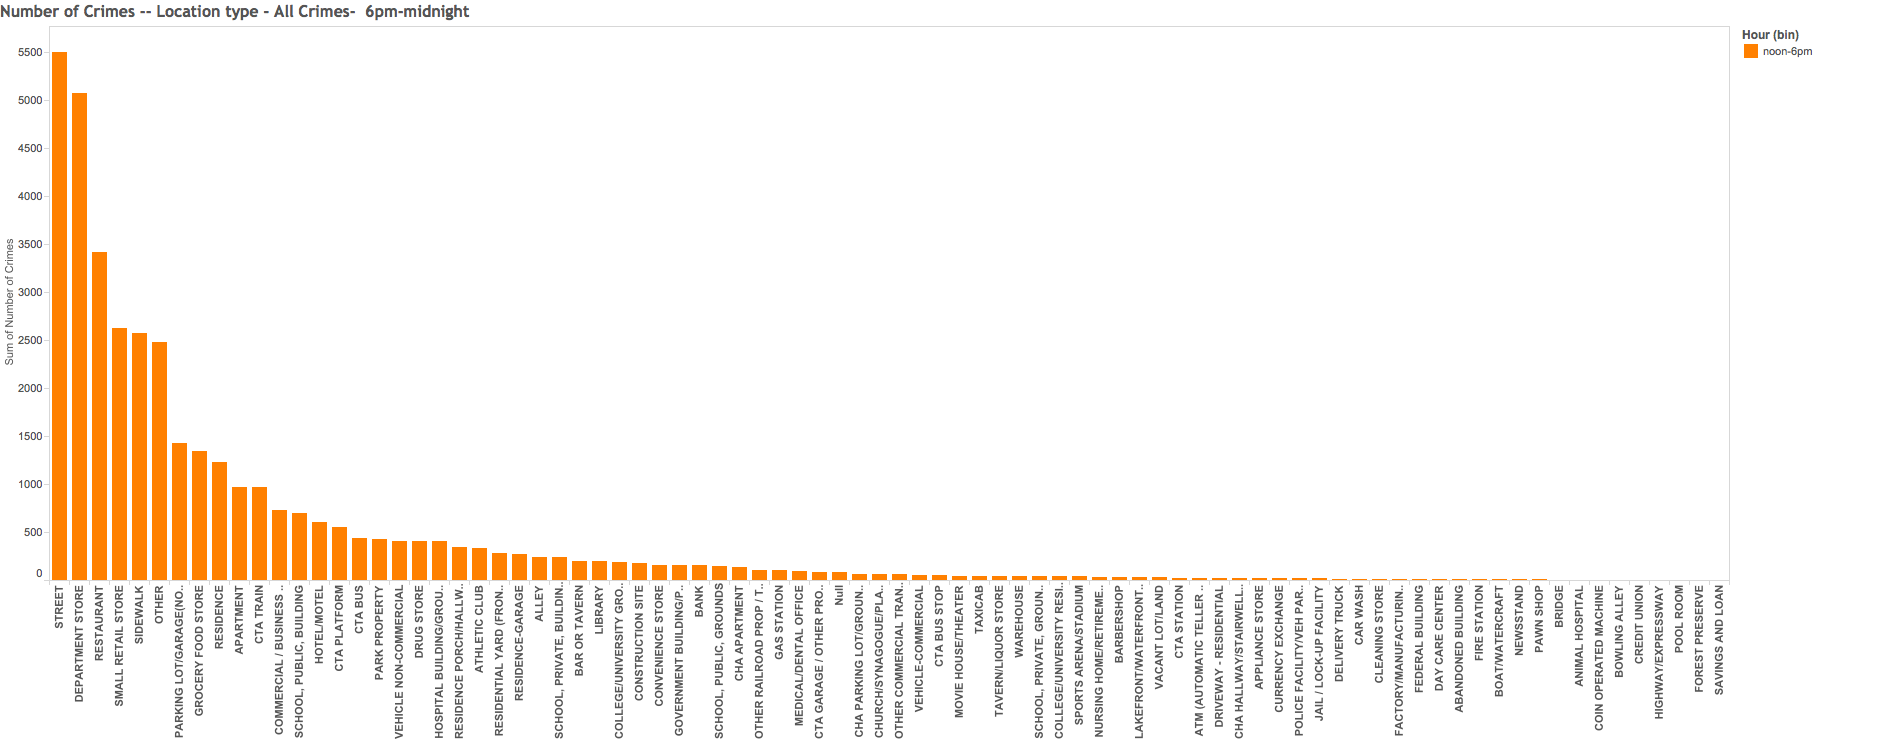 Number of Crimes -- Location type - All Crimes-  6pm-midnight
Hour (bin)
noon-6pm
Sum of Number of Crimes
5500
5000
4500
4000
3500
3000
2500
2000
1500
1000
500
0
STREET
DEPARTMENT STORE
RESTAURANT
SMALL RETAIL STORE
SIDEWALK
OTHER
PARKING LOT/GARAGE(NO..
GROCERY FOOD STORE
RESIDENCE
APARTMENT
CTA TRAIN
COMMERCIAL / BUSINESS ..
SCHOOL, PUBLIC, BUILDING
HOTEL/MOTEL
CTA PLATFORM
CTA BUS
PARK PROPERTY
VEHICLE NON-COMMERCIAL
DRUG STORE
HOSPITAL BUILDING/GROU..
RESIDENCE PORCH/HALLW..
ATHLETIC CLUB
RESIDENTIAL YARD (FRON..
RESIDENCE-GARAGE
ALLEY
SCHOOL, PRIVATE, BUILDIN..
BAR OR TAVERN
LIBRARY
COLLEGE/UNIVERSITY GRO..
CONSTRUCTION SITE
CONVENIENCE STORE
GOVERNMENT BUILDING/P..
BANK
SCHOOL, PUBLIC, GROUNDS
CHA APARTMENT
OTHER RAILROAD PROP / T..
GAS STATION
MEDICAL/DENTAL OFFICE
CTA GARAGE / OTHER PRO..
Null
CHA PARKING LOT/GROUN..
CHURCH/SYNAGOGUE/PLA..
OTHER COMMERCIAL TRAN..
VEHICLE-COMMERCIAL
CTA BUS STOP
MOVIE HOUSE/THEATER
TAXICAB
TAVERN/LIQUOR STORE
WAREHOUSE
SCHOOL, PRIVATE, GROUN..
COLLEGE/UNIVERSITY RESI..
SPORTS ARENA/STADIUM
NURSING HOME/RETIREME..
BARBERSHOP
LAKEFRONT/WATERFRONT..
VACANT LOT/LAND
CTA STATION
ATM (AUTOMATIC TELLER ..
DRIVEWAY - RESIDENTIAL
CHA HALLWAY/STAIRWELL..
APPLIANCE STORE
CURRENCY EXCHANGE
POLICE FACILITY/VEH PAR..
JAIL / LOCK-UP FACILITY
DELIVERY TRUCK
CAR WASH
CLEANING STORE
FACTORY/MANUFACTURIN..
FEDERAL BUILDING
DAY CARE CENTER
ABANDONED BUILDING
FIRE STATION
BOAT/WATERCRAFT
NEWSSTAND
PAWN SHOP
BRIDGE
ANIMAL HOSPITAL
COIN OPERATED MACHINE
BOWLING ALLEY
CREDIT UNION
HIGHWAY/EXPRESSWAY
POOL ROOM
FOREST PRESERVE
SAVINGS AND LOAN